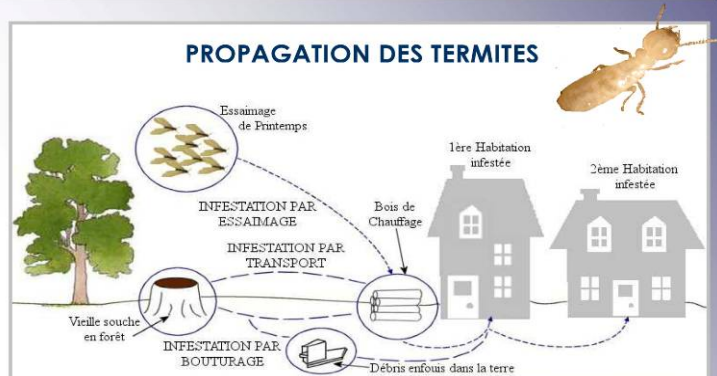 PROPAGATION DES TERMITES
Essaimage
de Printemps
1ère Habitation
infestée
2ème Habitation
infestée
INFESTATION PAR
ESSAIMAGE
Bois de
Chauffage
INFESTATION PAR
TRANSPORT
Vieille souche
en forêt
INFESTATION PAR
BOUTURAGE
Débris enfouis dans la terre